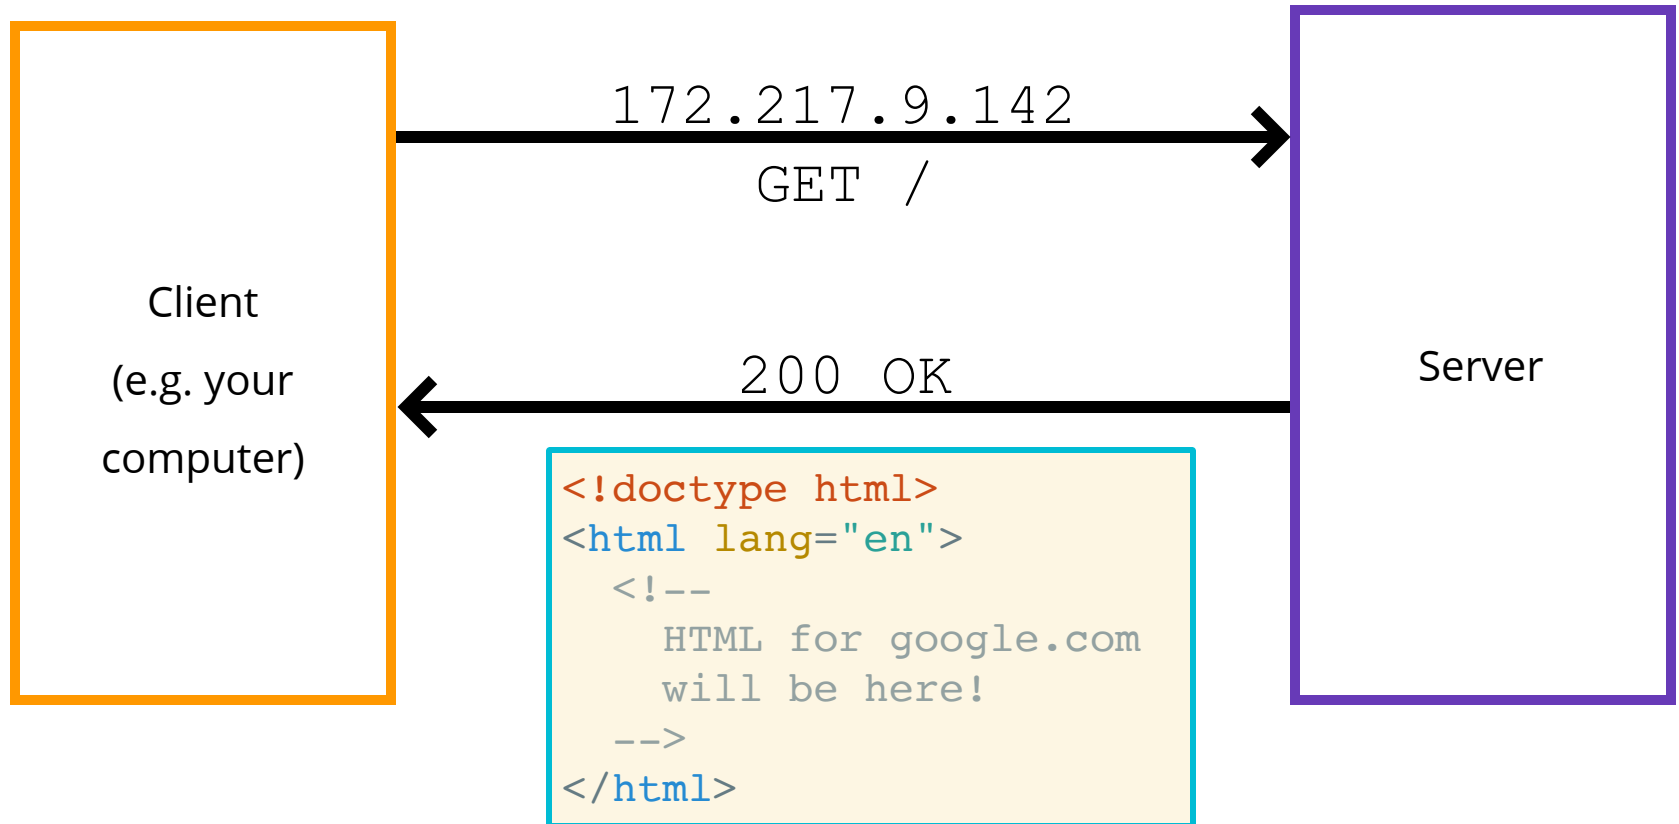 172.217.9.142
GET /
Client
(e.g. your
computer)
200 OK
Server
<!doctype html>
<html lang="en">
  <!--
    HTML for google.com
    will be here!
  -->
</html>